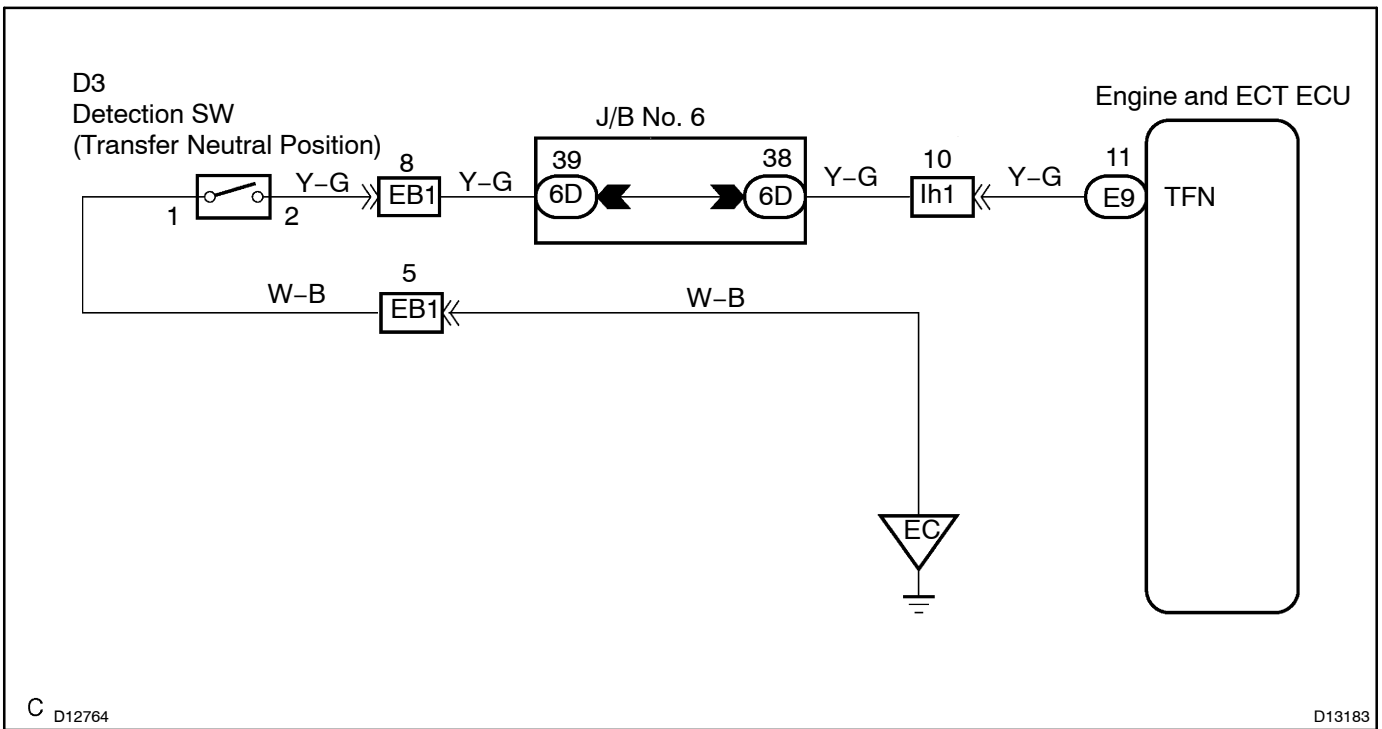 D3
Detection SW
(Transfer Neutral Position)
J/B No. 6
Engine and ECT ECU
1
2
Y–G
8
EB1
Y–G
39
6D
38
6D
Y–G
10
Ih1
Y–G
11
E9
TFN
W–B
5
EB1
W–B
EC
C D12764
D13183